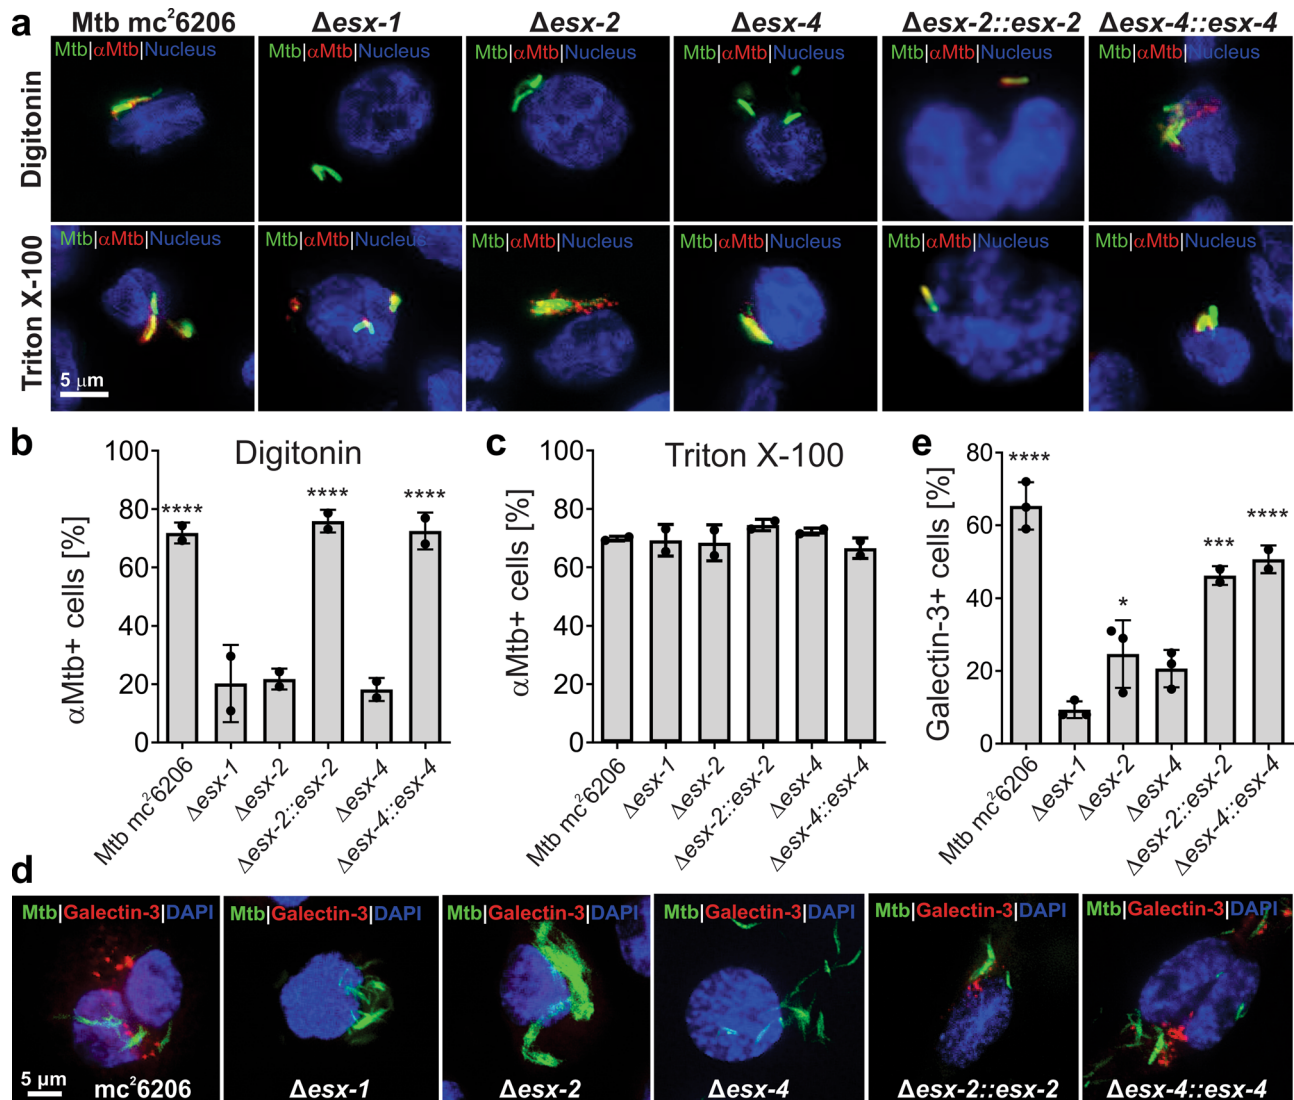 a
Mtb mc²6206
Δesx-1
Δesx-2
Δesx-4
Δesx-2::esx-2
Δesx-4::esx-4
Digitonin
Mtb|αMtb|Nucleus
Mtb|αMtb|Nucleus
Mtb|αMtb|Nucleus
Mtb|αMtb|Nucleus
Mtb|αMtb|Nucleus
Mtb|αMtb|Nucleus
Triton X-100
Mtb|αMtb|Nucleus
Mtb|αMtb|Nucleus
Mtb|αMtb|Nucleus
Mtb|αMtb|Nucleus
Mtb|αMtb|Nucleus
Mtb|αMtb|Nucleus
5 μm
b
Digitonin
αMtb+ cells [%]
100
80
60
40
20
0
****
****
****
Mtb mc²6206
Δesx-1
Δesx-2
Δesx-2::esx-2
Δesx-4
Δesx-4::esx-4
c
Triton X-100
αMtb+ cells [%]
100
80
60
40
20
0
Mtb mc²6206
Δesx-1
Δesx-2
Δesx-2::esx-2
Δesx-4
Δesx-4::esx-4
e
Galectin-3+ cells [%]
80
60
40
20
0
****
*
***
****
Mtb mc²6206
Δesx-1
Δesx-2
Δesx-4
Δesx-2::esx-2
Δesx-4::esx-4
d
Mtb|Galectin-3|DAPI
Mtb|Galectin-3|DAPI
Mtb|Galectin-3|DAPI
Mtb|Galectin-3|DAPI
Mtb|Galectin-3|DAPI
Mtb|Galectin-3|DAPI
5 μm
mc²6206
Δesx-1
Δesx-2
Δesx-4
Δesx-2::esx-2
Δesx-4::esx-4